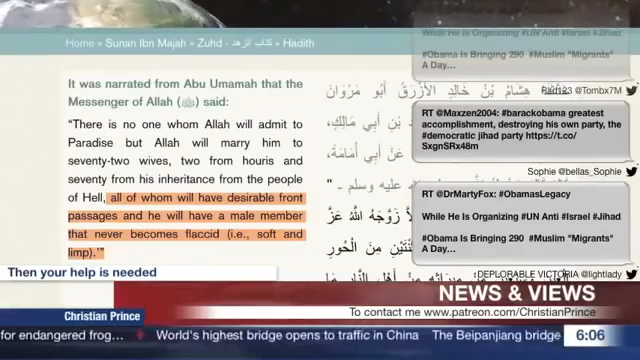 Home » Sunan Ibn Majah » Zuhd - كتاب الزهد » Hadith
It was narrated from Abu Umamah that the
Messenger of Allah (ﷺ) said:
“There is no one whom Allah will admit to
Paradise but Allah will marry him to
seventy-two wives, two from houris and
seventy from his inheritance from the people
of Hell, all of whom will have desirable front
passages and he will have a male member
that never becomes flaccid (i.e., soft and
limp).’”
هِشَامُ بْنُ خَالِدٍ الأَزْرَقُ أَبُو مَرْوَانَ
بْنِ أَبِي مَالِكٍ،
عَنْ أَبِي أُمَامَةَ،
عليه وسلم ـ "
زَوَّجَهُ اللَّهُ عَزَّ
مِنَ الْحُورِ
مِنْ أَهْلِ النَّارِ مَا
While He is Organizing #UN Anti #Israel #Jihad
#Obama Is Bringing 290 #Muslim "Migrants"
A Day...
@Tombx7M
RT @Maxzen2004: #barackobama greatest
accomplishment, destroying his own party, the
#democratic jihad party https://t.co/
SxgnSRx48m
Sophie @bellas_Sophie
RT @DrMartyFox: #ObamasLegacy
While He is Organizing #UN Anti #Israel #Jihad
#Obama Is Bringing 290 #Muslim "Migrants"
A Day...
DEPLORABLE VICTORIA @lightlady
Then your help is needed
NEWS & VIEWS
Christian Prince
To contact me www.patreon.com/ChristianPrince
for endangered frog...
World's highest bridge opens to traffic in China
The Beipanjiang bridge
6:06